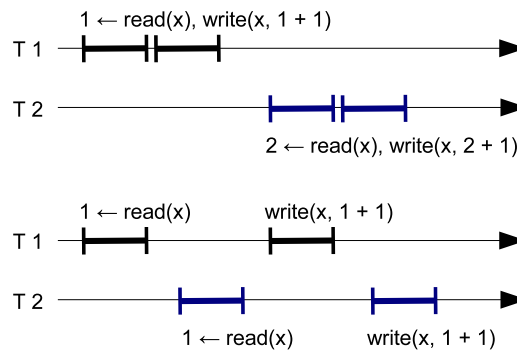 1 ← read(x), write(x, 1 + 1)
T 1
T 2
2 ← read(x), write(x, 2 + 1)
1 ← read(x) write(x, 1 + 1)
T 1
T 2
1 ← read(x) write(x, 1 + 1)